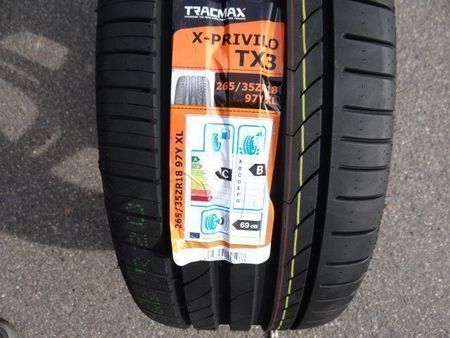 TRACMAX
X-PRIVILO
TX3
265/35ZR18
97Y XL
265/35ZR18 97Y XL
A
B
C
D
E
F
G
C
B
69 dB